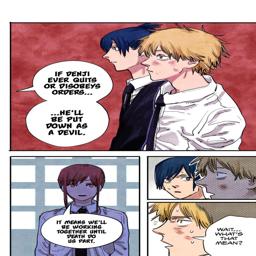 IF DENJI
EVER QUITS
OR DISOBEYS
ORDERS...
...HE'LL
BE PUT
DOWN AS
A DEVIL.
IT MEANS WE'LL
BE WORKING
TOGETHER UNTIL
DEATH DO
US PART.
WAIT...
WHAT'S
THAT
MEAN?